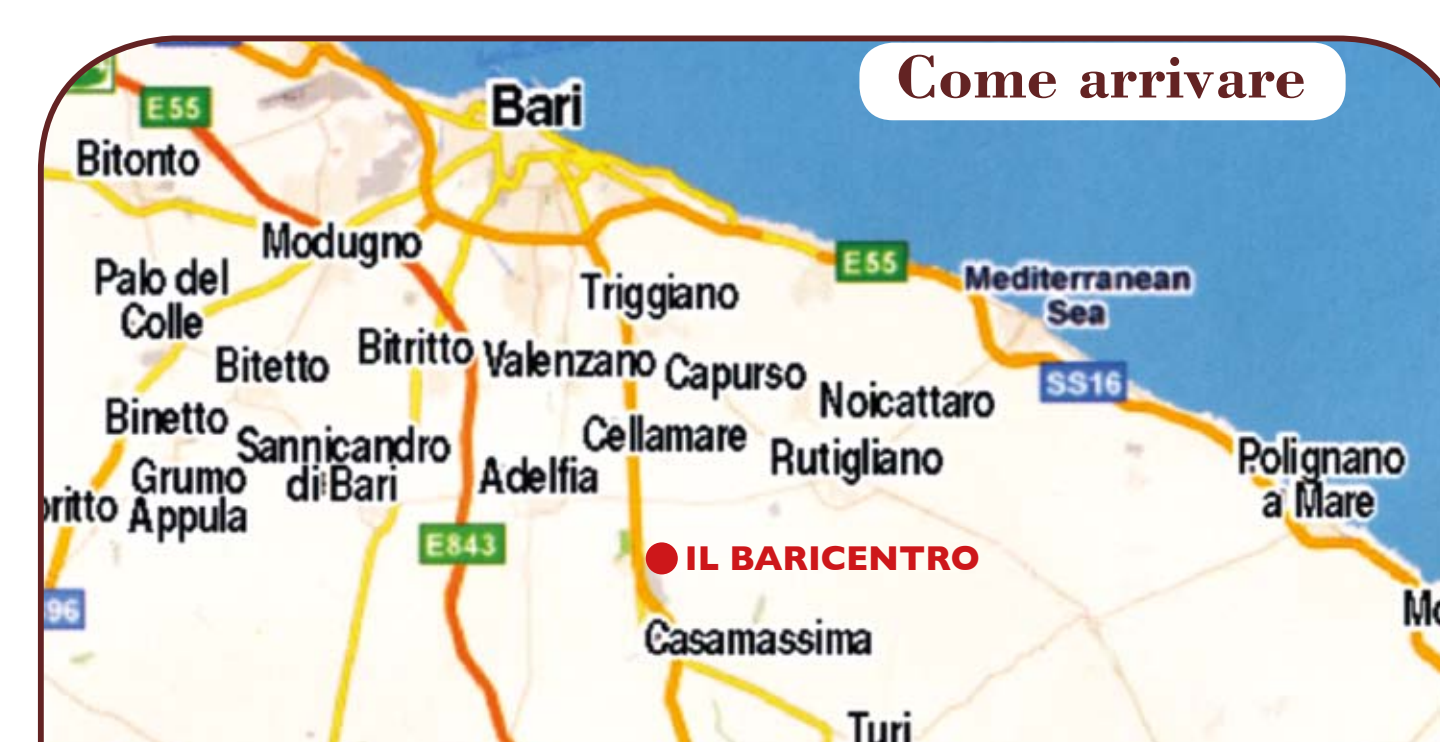 Come arrivare
Bari
E55
Bitonto
Modugno
E55
Palo del
Colle
Triggiano
Mediterranean
Sea
Bitetto
Bitritto
Valenzano
Capurso
SS16
Noicattaro
Binetto
Sannicandro
di Bari
Cellamare
Rutigliano
Polignano
a Mare
Grumo
Appula
Adelfia
E843
IL BARICENTRO
Casamassima
Turi